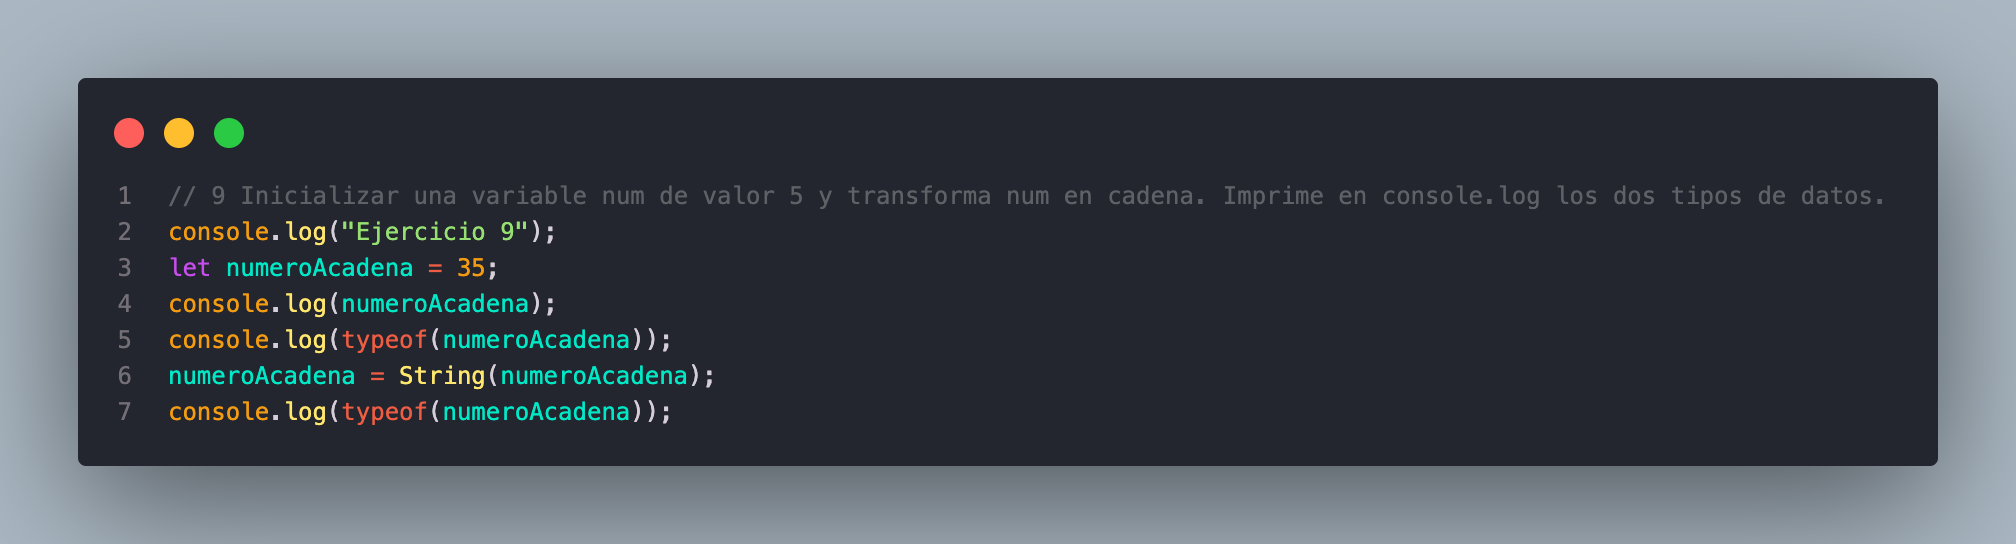 1 // 9 Inicializar una variable num de valor 5 y transforma num en cadena. Imprime en console.log los dos tipos de datos.
2 console.log("Ejercicio 9");
3 let numeroAcadena = 35;
4 console.log(numeroAcadena);
5 console.log(typeof(numeroAcadena));
6 numeroAcadena = String(numeroAcadena);
7 console.log(typeof(numeroAcadena));